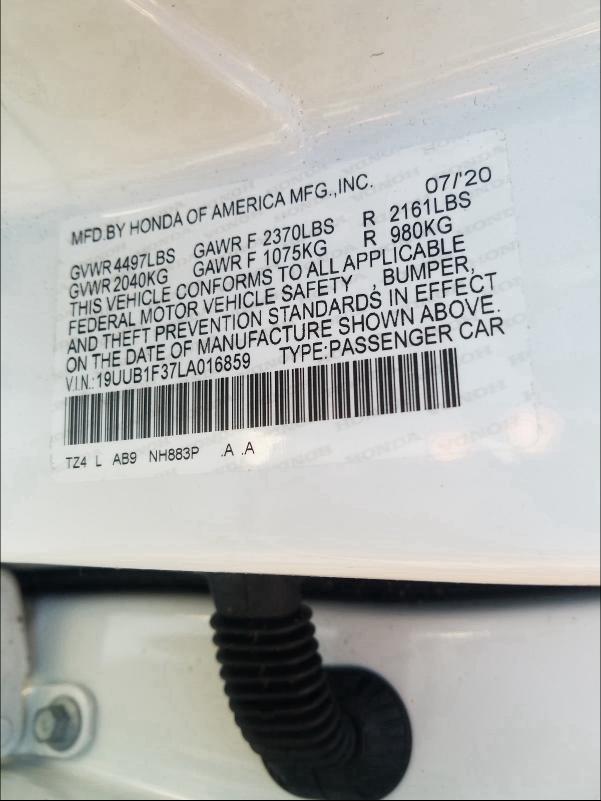 MFD.BY HONDA OF AMERICA MFG.,INC. 07/'20
GVWR 4497LBS GAWR F 2370LBS R 2161LBS
GVWR 2040KG GAWR F 1075KG R 980KG
THIS VEHICLE CONFORMS TO ALL APPLICABLE
FEDERAL MOTOR VEHICLE SAFETY , BUMPER,
AND THEFT PREVENTION STANDARDS IN EFFECT
ON THE DATE OF MANUFACTURE SHOWN ABOVE.
V.I.N.:19UUB1F37LA016859 TYPE:PASSENGER CAR
TZ4 L AB9 NH883P .A .A